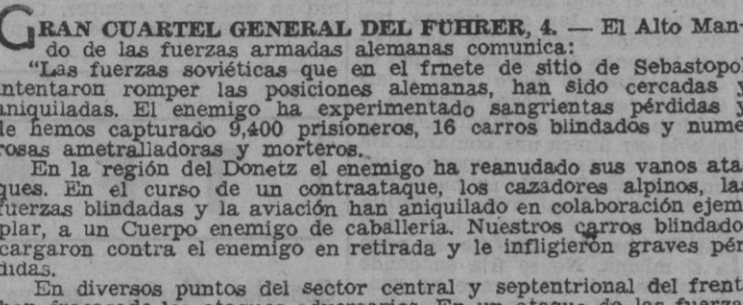 GRAN CUARTEL GENERAL DEL FUHRER, 4. — El Alto Man-
do de las fuerzas armadas alemanas comunica:
“Las fuerzas soviéticas que en el frnete de sitio de Sebastopol
intentaron romper las posiciones alemanas, han sido cercadas y
aniquiladas. El enemigo ha experimentado sangrientas pérdidas y
le hemos capturado 9,400 prisioneros, 16 carros blindados y nume
rosas ametralladoras y morteros.
En la región del Donetz el enemigo ha reanudado sus vanos ata
ques. En el curso de un contraataque, los cazadores alpinos, las
fuerzas blindadas y la aviación han aniquilado en colaboración ejem
plar, a un Cuerpo enemigo de caballería. Nuestros carros blindado
cargaron contra el enemigo en retirada y le infligierón graves pér
didas.
En diversos puntos del sector central y septentrional del frent